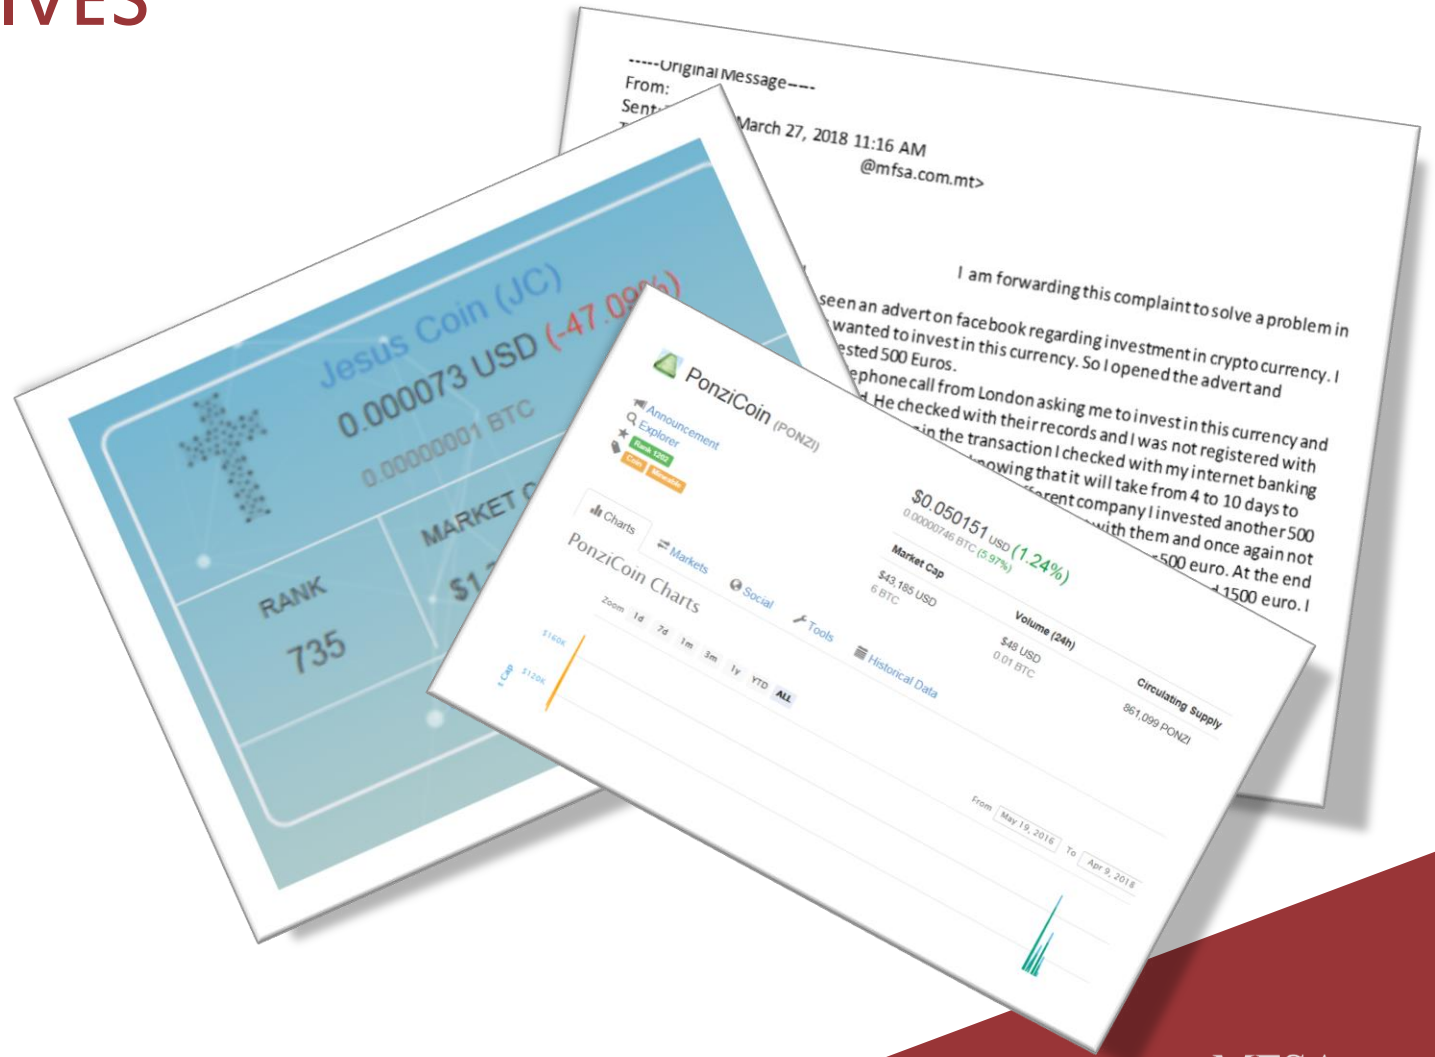 IVES
-----Original Message-----
From:
Sent:
March 27, 2018 11:16 AM
@mfsa.com.mt>
I am forwarding this complaint to solve a problem in
seen an advert on facebook regarding investment in crypto currency. I
wanted to invest in this currency. So I opened the advert and
ested 500 Euros.
ephone call from London asking me to invest in this currency and
d. He checked with their records and I was not registered with
in the transaction I checked with my internet banking
nowing that it will take from 4 to 10 days to
ferent company I invested another 500
with them and once again not
500 euro. At the end
1500 euro. I
Jesus Coin (JC)
0.000073 USD (-47.09%)
0.00000001 BTC
RANK
735
MARKET C
$1
PonziCoin (PONZI)
Announcement
Explorer
Rank 1202
Coin Mineable
$0.050151 USD (1.24%)
0.00000746 BTC (5.97%)
Market Cap
$43,185 USD
6 BTC
Volume (24h)
$48 USD
0.01 BTC
Circulating Supply
861,099 PONZI
Charts Markets Social Tools Historical Data
PonziCoin Charts
Zoom 1d 7d 1m 3m 1y YTD ALL
From May 19, 2016 To Apr 9, 2018
$160K
$120K
t Cap
MFSA